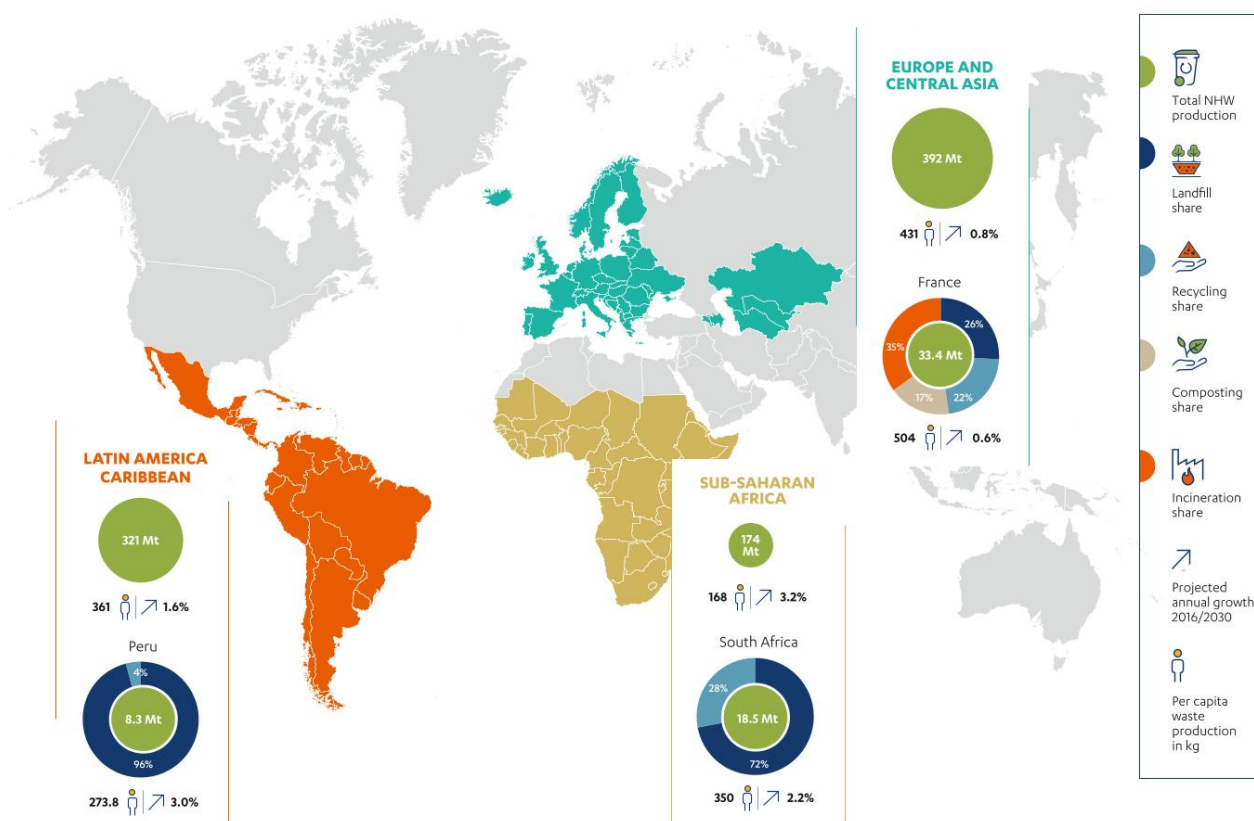 EUROPE AND
CENTRAL ASIA
392 Mt
431
0.8%
France
26%
35%
33.4 Mt
17%
22%
504
0.6%
LATIN AMERICA
CARIBBEAN
321 Mt
361
1.6%
Peru
4%
8.3 Mt
96%
273.8
3.0%
SUB-SAHARAN
AFRICA
174
Mt
168
3.2%
South Africa
28%
18.5 Mt
72%
350
2.2%
Total NHW
production
Landfill
share
Recycling
share
Composting
share
Incineration
share
Projected
annual growth
2016/2030
Per capita
waste
production
in kg